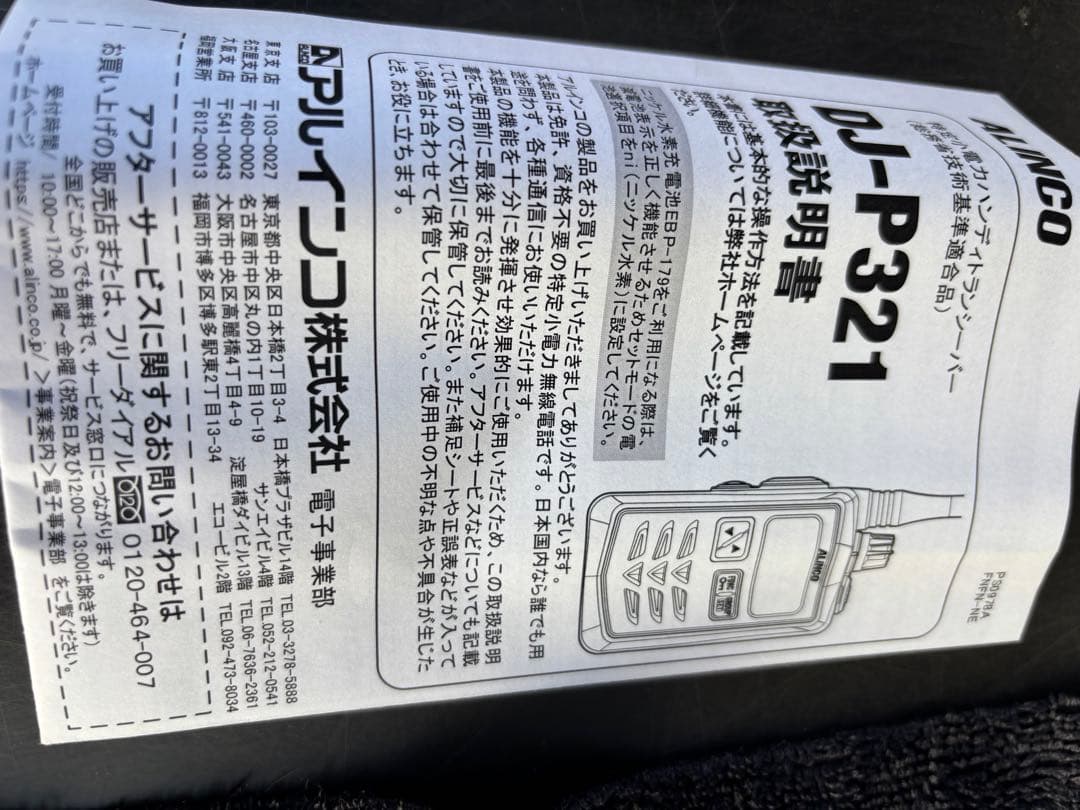 ALINCO
PS0978A
FNFN-NE
特定小電力ハンディトランシーバー
(総務省技術基準適合品)
DJ-P321
取扱説明書
本書には基本的な操作方法を記載しています。
拡張機能については弊社ホームページをご覧く
ださい。
ニッケル水素充電池EBP-179をご利用になる際は、
減電池表示を正しく機能させるためセットモードの電
池選択項目をni(ニッケル水素)に設定してください。
ALINCO
アルインコの製品をお買い上げいただきましてありがとうございます。
本製品は免許、資格不要の特定小電力無線電話です。日本国内なら誰でも用
途を問わず、各種通信にお使いいただけます。
本製品の機能を十分に発揮させ効果的にご使用いただくため、この取扱説明
書をご使用前に最後までお読みください。アフターサービスなどについても記載
していますので大切に保管してください。また補足シートや正誤表などが入って
いる場合は合わせて保管してください。ご使用中の不明な点や不具合が生じた
とき、お役に立ちます。
アルインコ株式会社 電子事業部
東京支店 〒103-0027 東京都中央区日本橋2丁目3-4 日本橋プラザビル4階 TEL.03-3278-5888
名古屋支店 〒460-0002 名古屋市中区丸の内1丁目10-19 サンエイビル4階 TEL.052-212-0541
大阪支店 〒541-0043 大阪市中央区高麗橋4丁目4-9 淀屋橋ダイビル13階 TEL.06-7636-2361
福岡営業所 〒812-0013 福岡市博多区博多駅東2丁目13-34 エコービル2階 TEL.092-473-8034
アフターサービスに関するお問い合わせは
お買い上げの販売店または、フリーダイアル 0120-464-007
全国どこからでも無料で、サービス窓口につながります。
受付時間/ 10:00~17:00 月曜~金曜(祝祭日及び12:00~13:00は除きます)
ホームページ https://www.alinco.co.jp/ >事業案内>電子事業部 をご覧ください。